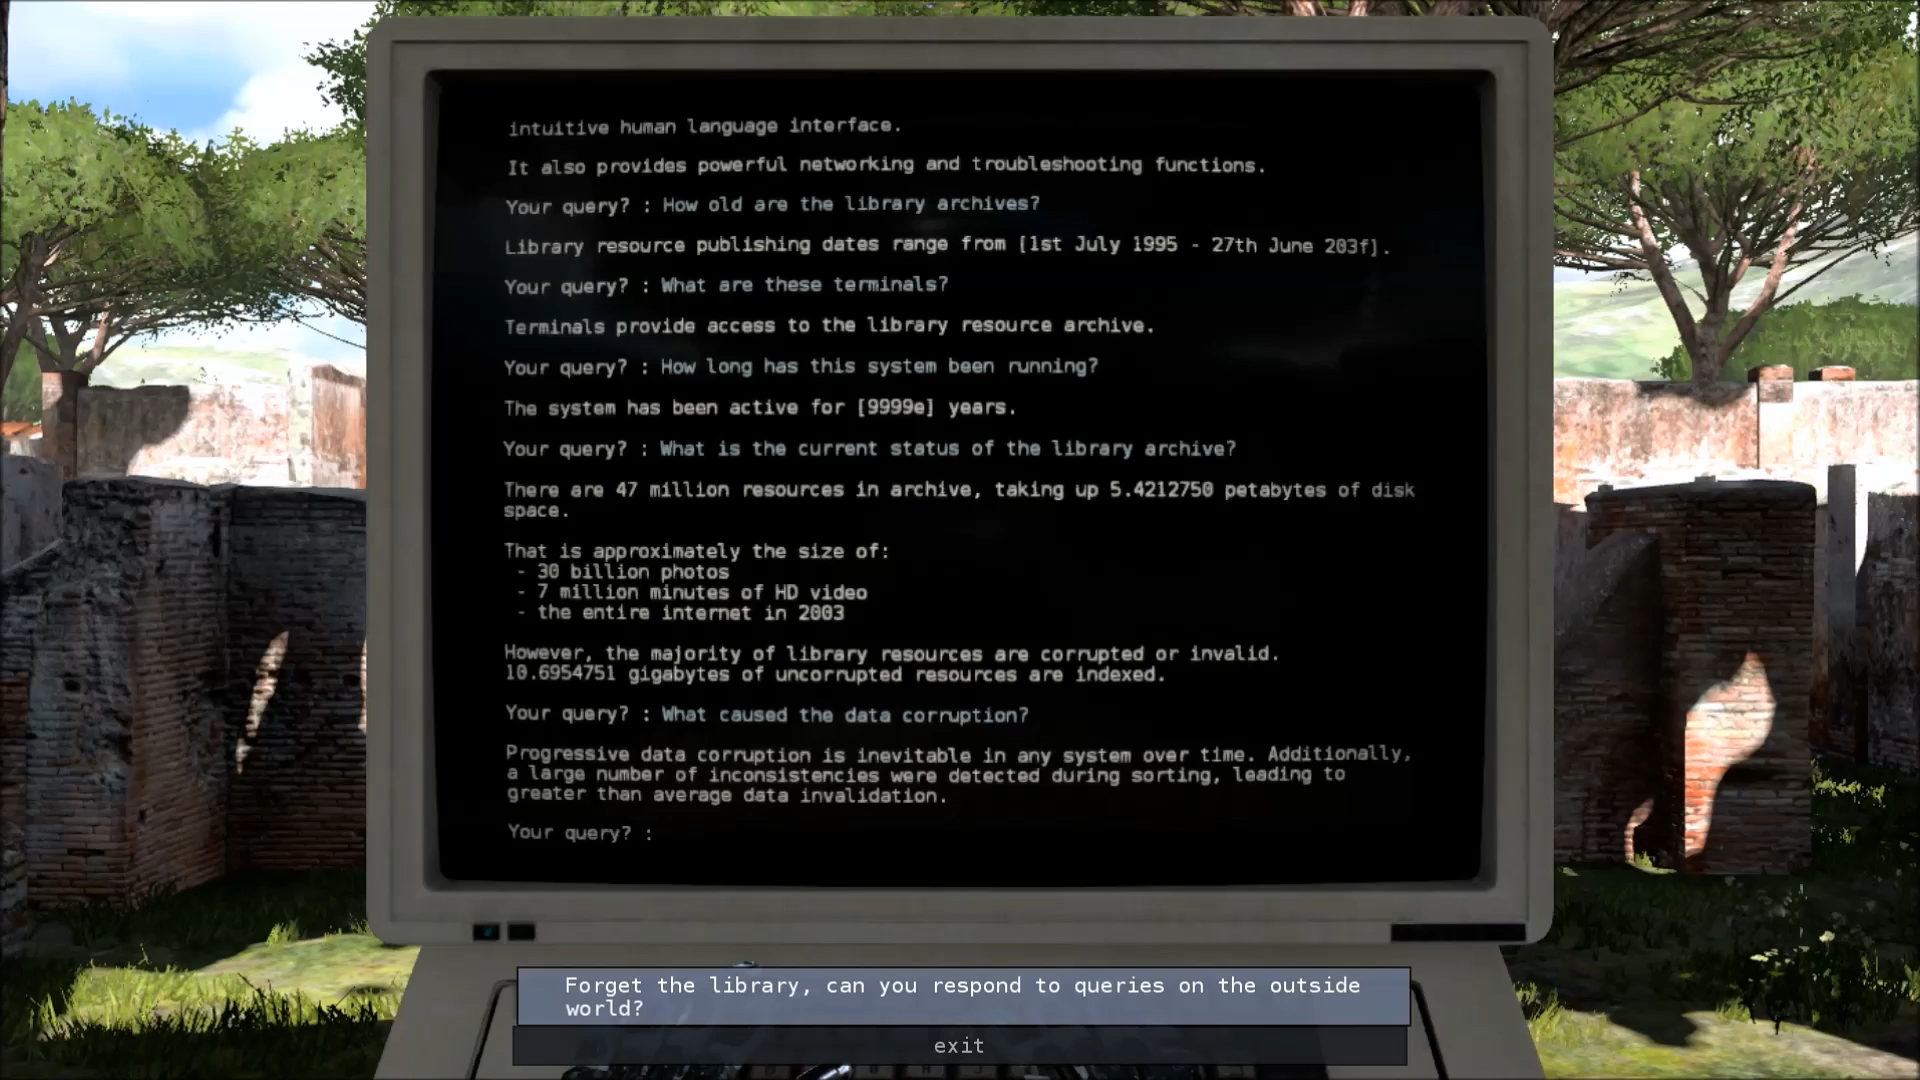 intuitive human language interface.
It also provides powerful networking and troubleshooting functions.
Your query? : How old are the library archives?
Library resource publishing dates range from [1st July 1995 - 27th June 203f].
Your query? : What are these terminals?
Terminals provide access to the library resource archive.
Your query? : How long has this system been running?
The system has been active for [9999e] years.
Your query? : What is the current status of the library archive?
There are 47 million resources in archive, taking up 5.4212750 petabytes of disk
space.
That is approximately the size of:
- 30 billion photos
- 7 million minutes of HD video
- the entire internet in 2003
However, the majority of library resources are corrupted or invalid.
10.6954751 gigabytes of uncorrupted resources are indexed.
Your query? : What caused the data corruption?
Progressive data corruption is inevitable in any system over time. Additionally,
a large number of inconsistencies were detected during sorting, leading to
greater than average data invalidation.
Your query? :
Forget the library, can you respond to queries on the outside
world?
exit